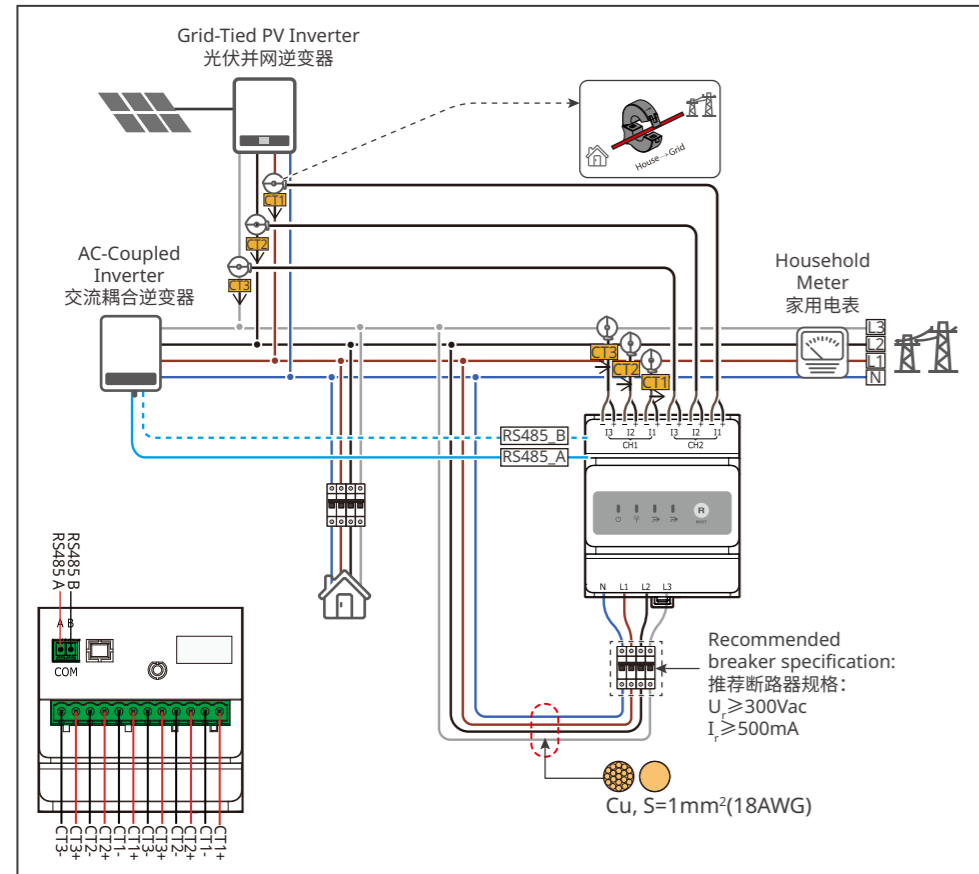 Grid-Tied PV Inverter
光伏并网逆变器
House→Grid
CT1
CT2
CT3
AC-Coupled
Inverter
交流耦合逆变器
Household
Meter
家用电表
L3
L2
L1
N
CT3
CT2
CT1
I3 I2 I1 I3 I2 I1
CH1 CH2
RS485_B
RS485_A
R
RESET
N L1 L2 L3
RS485 A
RS485 B
A B
COM
Recommended
breaker specification:
推荐断路器规格：
Ur≥300Vac
Ir≥500mA
Cu, S=1mm²(18AWG)
CT3-
CT3+
CT2-
CT2+
CT1-
CT1+
CT3-
CT3+
CT2-
CT2+
CT1-
CT1+